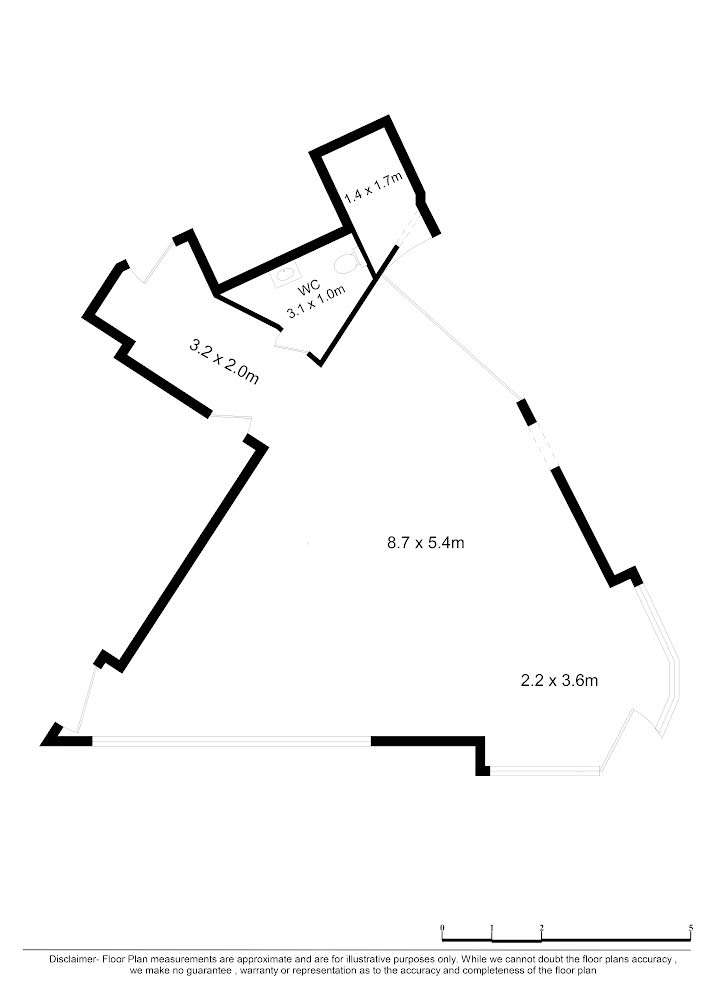 1.4 x 1.7m
WC
3.1 x 1.0m
3.2 x 2.0m
8.7 x 5.4m
2.2 x 3.6m
0 1 2 5
Disclaimer- Floor Plan measurements are approximate and are for illustrative purposes only. While we cannot doubt the floor plans accuracy ,
we make no guarantee , warranty or representation as to the accuracy and completeness of the floor plan